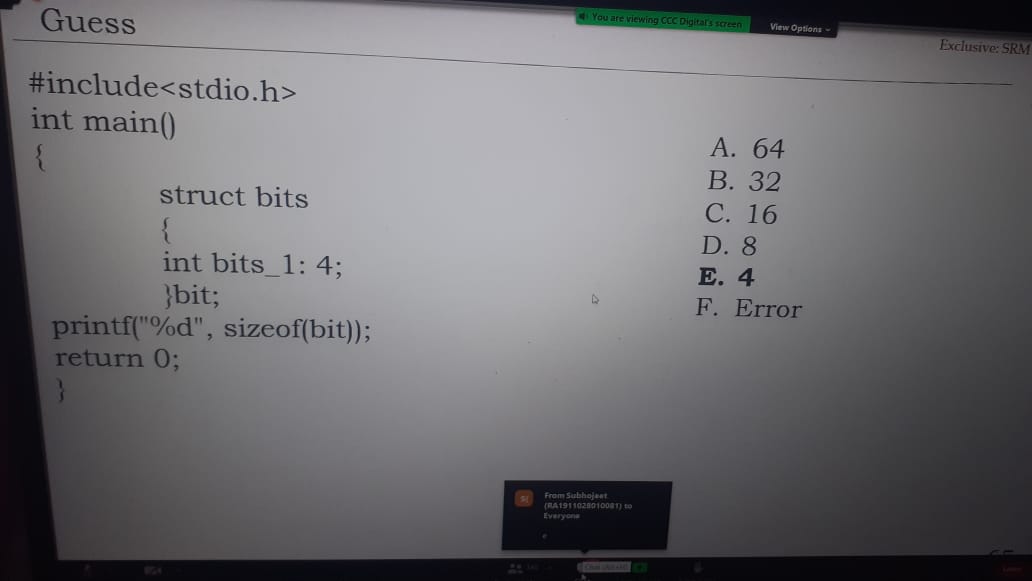 Guess
You are viewing CCC Digital's screen
View Options
Exclusive: SRM
#include<stdio.h>
int main()
{
struct bits
{
int bits_1: 4;
}bit;
printf("%d", sizeof(bit));
return 0;
}
A. 64
B. 32
C. 16
D. 8
E. 4
F. Error
S(
From Subhojeet
(RA1911028010081) to
Everyone
e